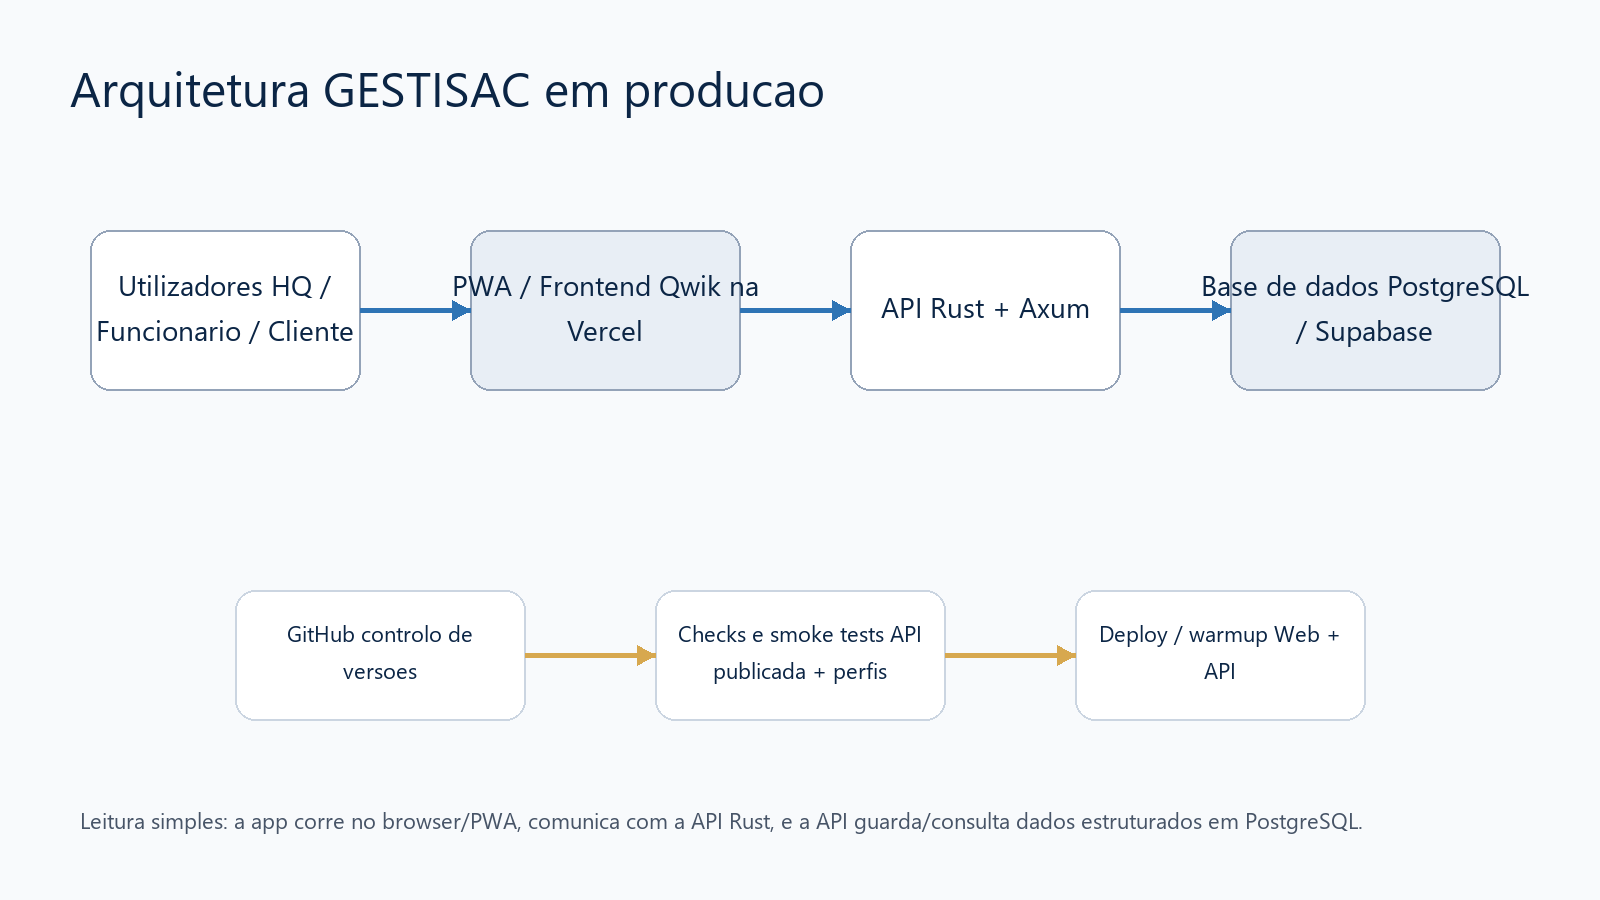 Arquitetura GESTISAC em producao
Utilizadores HQ /
Funcionario / Cliente
PWA / Frontend Qwik na
Vercel
API Rust + Axum
Base de dados PostgreSQL
/ Supabase
GitHub controlo de
versoes
Checks e smoke tests API
publicada + perfis
Deploy / warmup Web +
API
Leitura simples: a app corre no browser/PWA, comunica com a API Rust, e a API guarda/consulta dados estruturados em PostgreSQL.